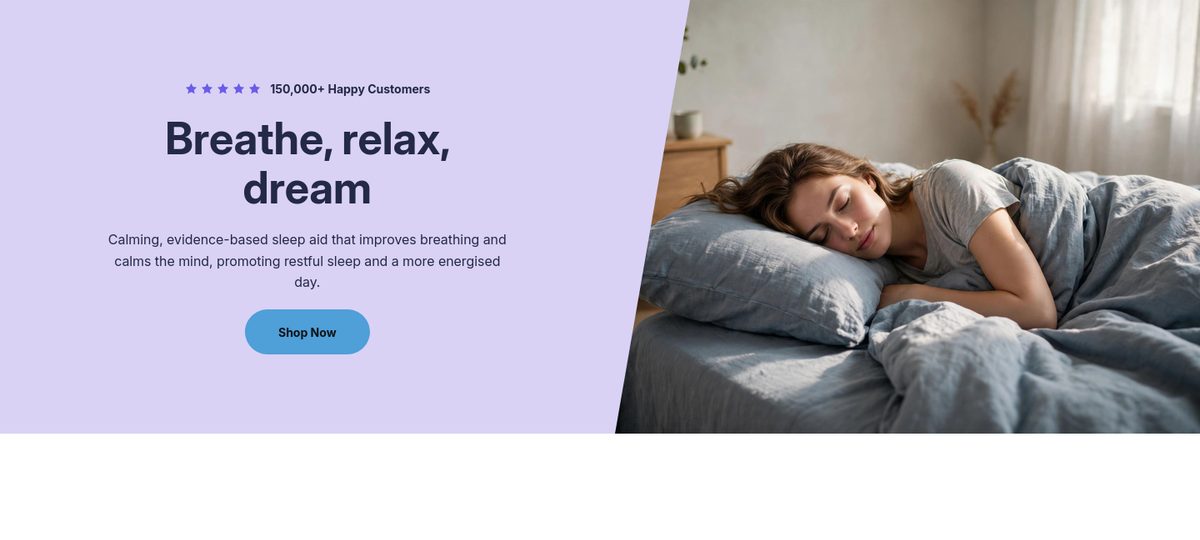 150,000+ Happy Customers
Breathe, relax,
dream
Calming, evidence-based sleep aid that improves breathing and
calms the mind, promoting restful sleep and a more energised
day.
Shop Now